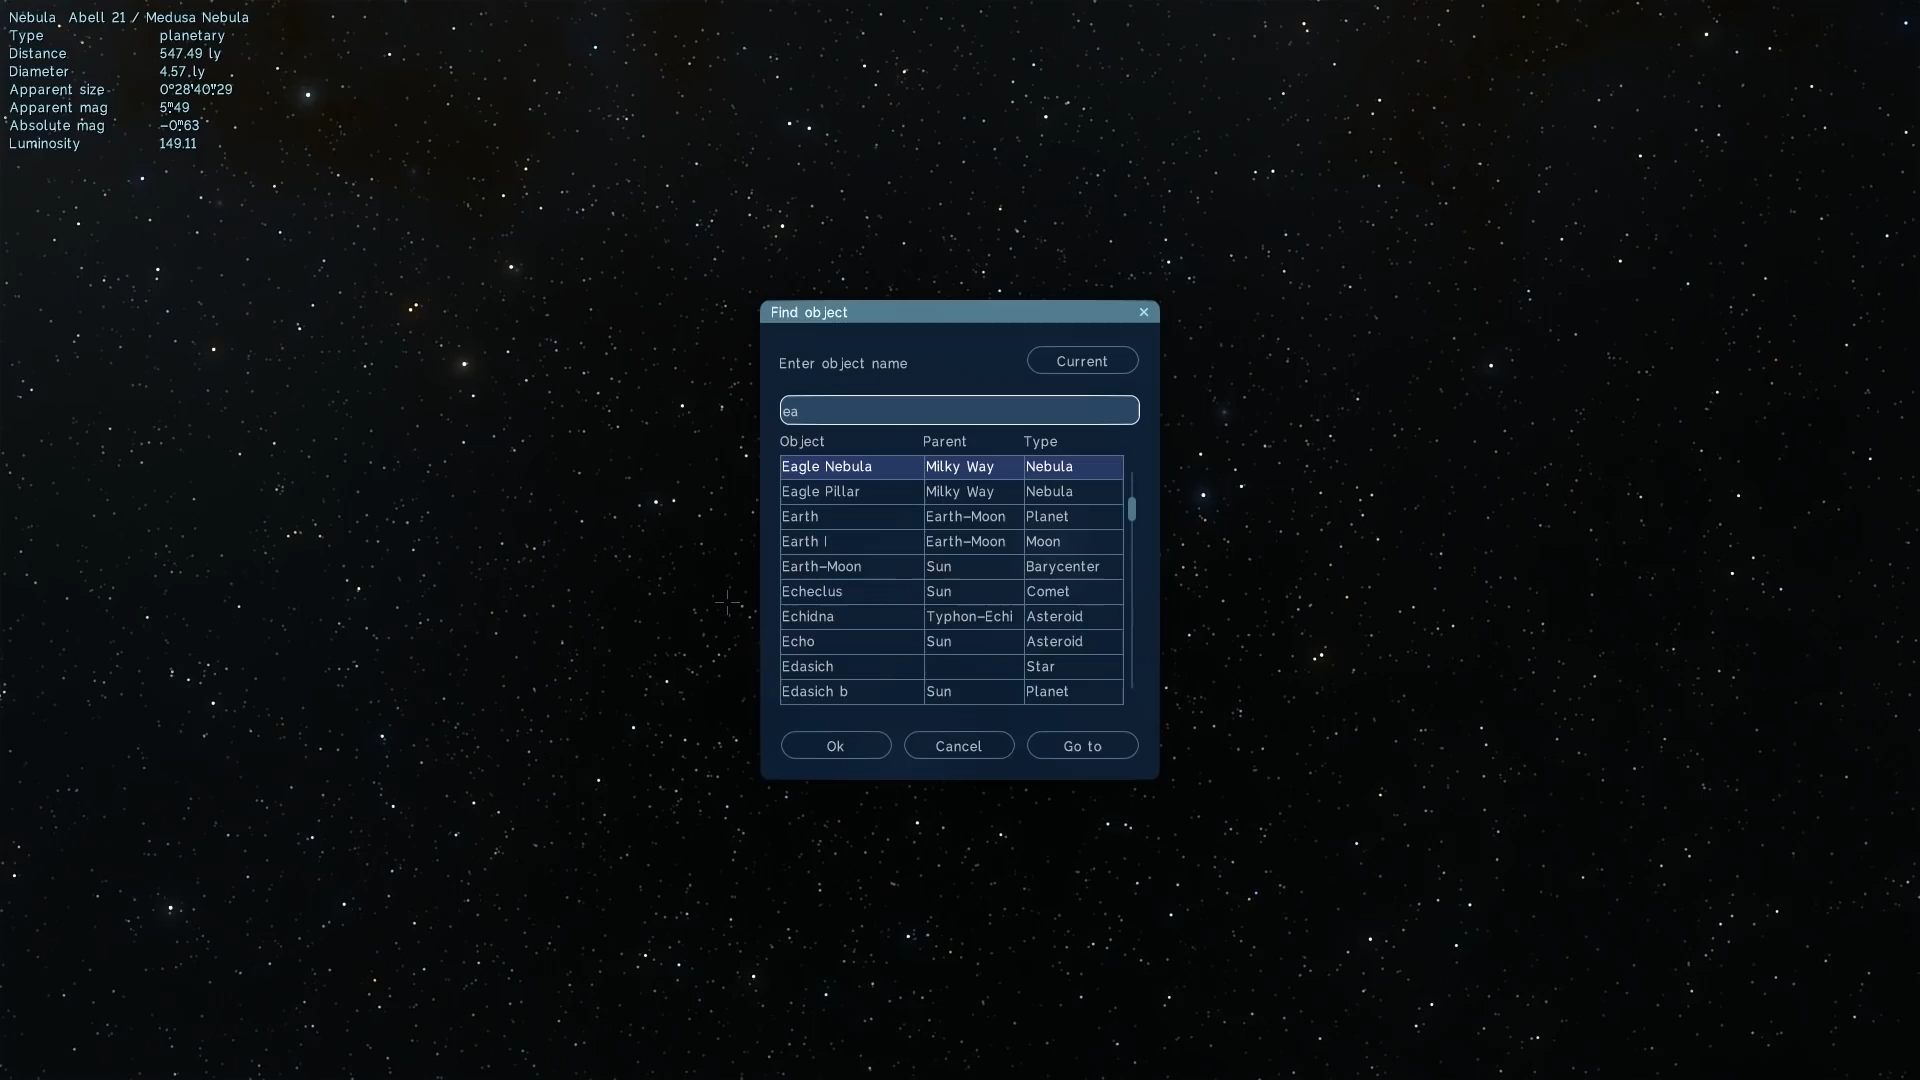 Nebula Abell 21 / Medusa Nebula
Type planetary
Distance 547.49 ly
Diameter 4.57 ly
Apparent size 0°28'40."29
Apparent mag 5.ᵐ49
Absolute mag −0.ᵐ63
Luminosity 149.11
Find object
Enter object name Current
ea
Object Parent Type
Eagle Nebula Milky Way Nebula
Eagle Pillar Milky Way Nebula
Earth Earth−Moon Planet
Earth I Earth−Moon Moon
Earth−Moon Sun Barycenter
Echeclus Sun Comet
Echidna Typhon−Echi Asteroid
Echo Sun Asteroid
Edasich Star
Edasich b Sun Planet
Ok Cancel Go to